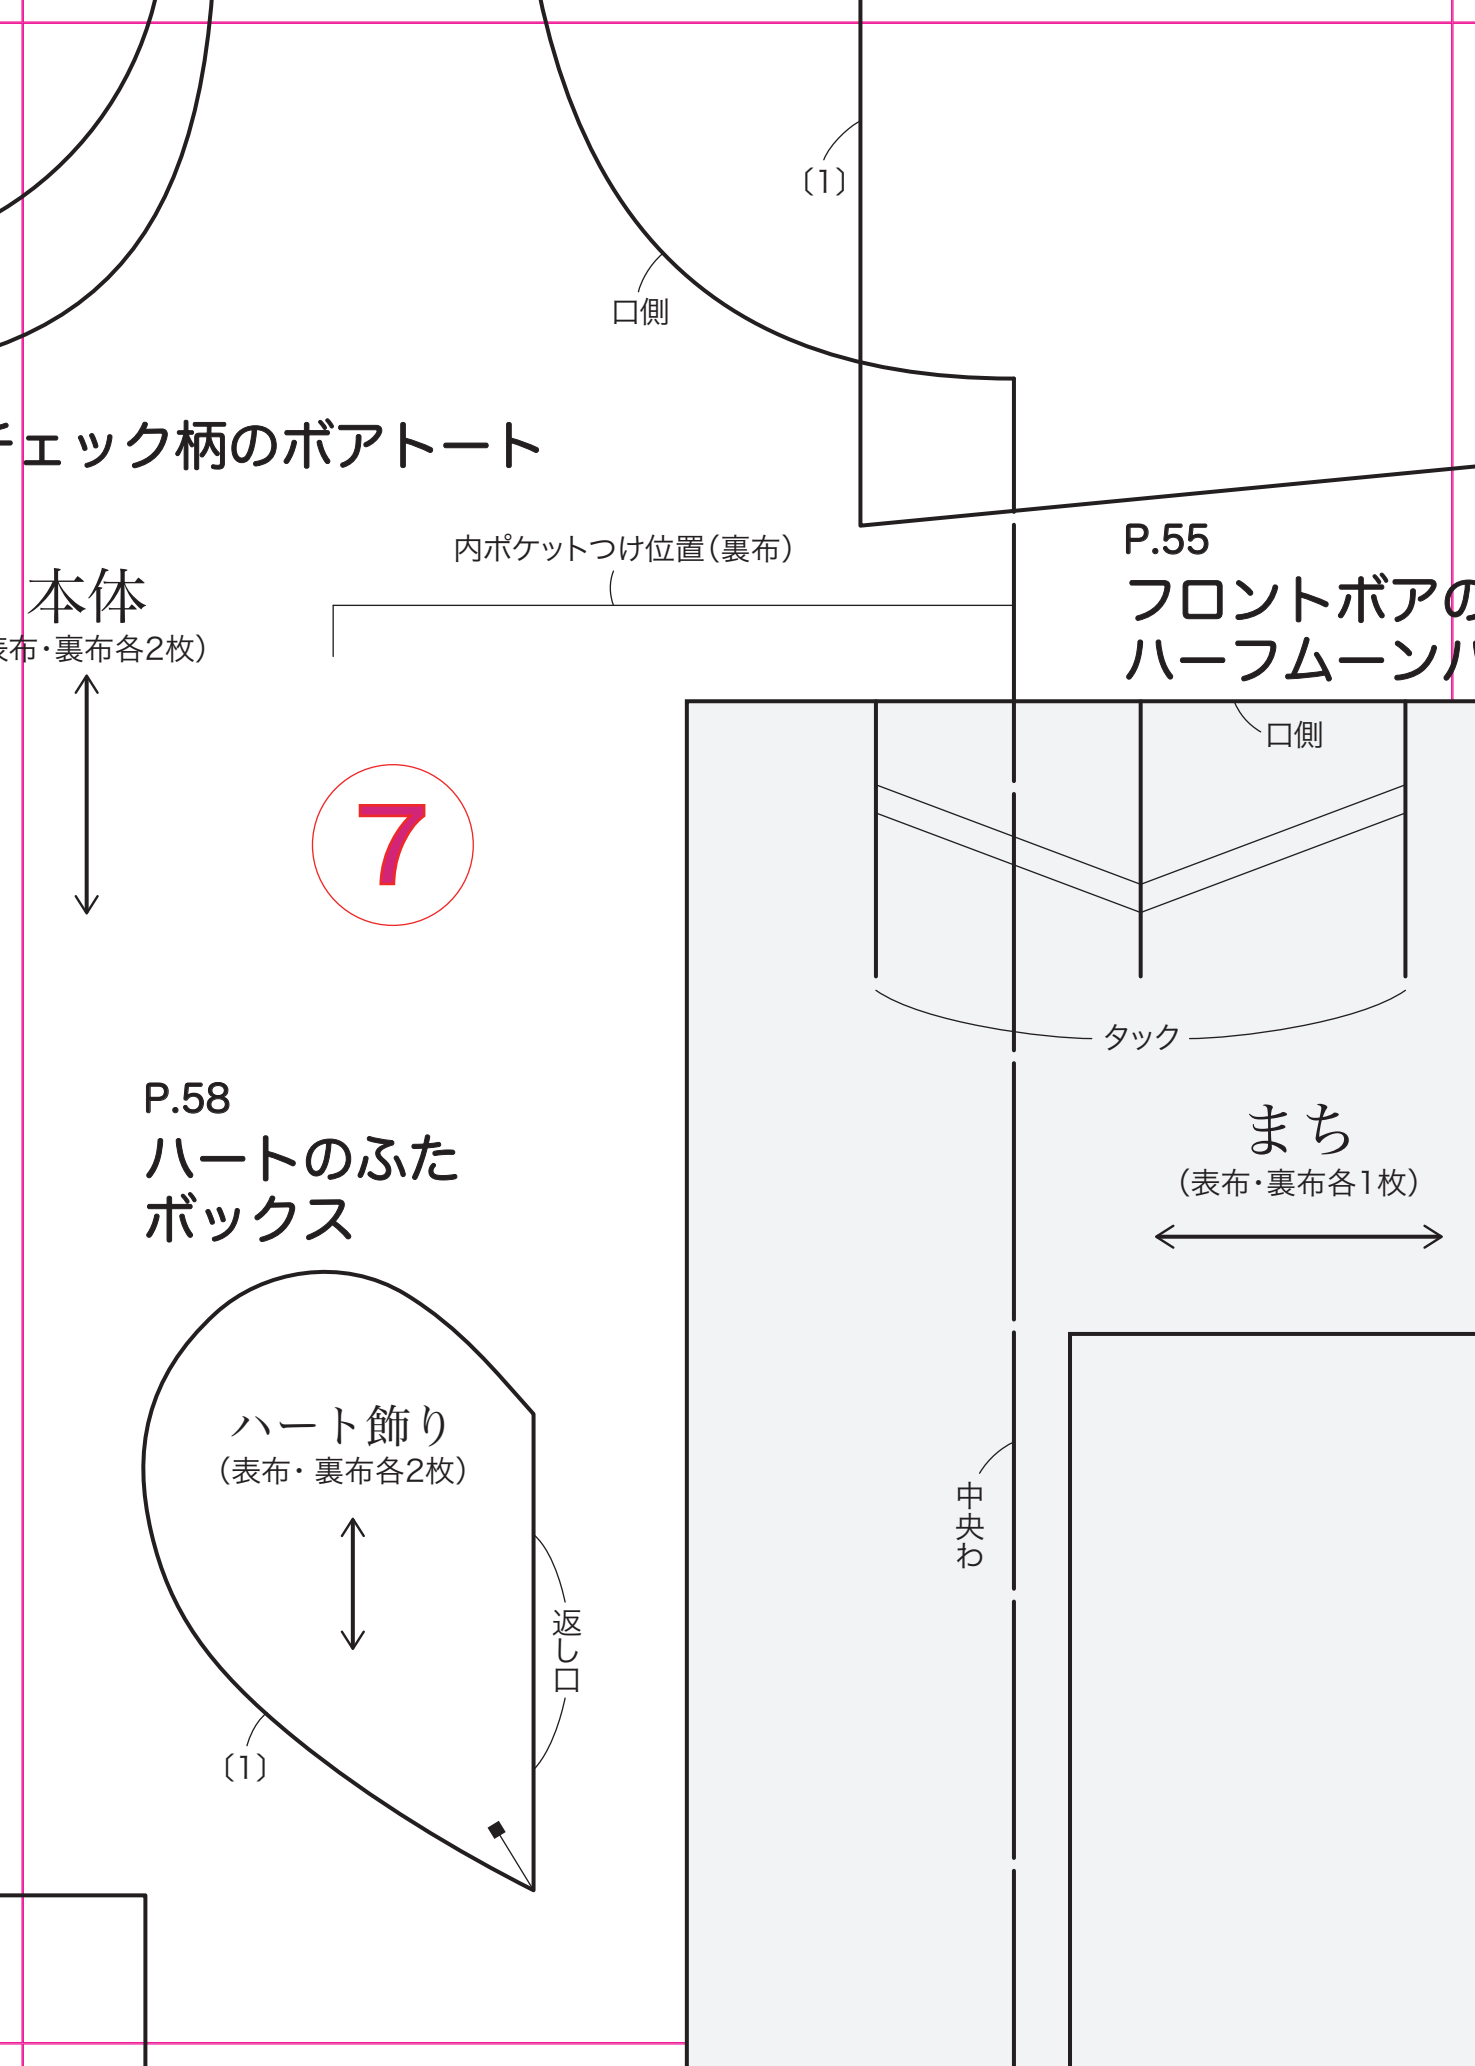 〔1〕
口側
チェック柄のボアトート
内ポケットつけ位置(裏布)
本体
表布・裏布各2枚)
P.55
フロントボアの
ハーフムーンバ
口側
7
タック
まち
(表布・裏布各1枚)
P.58
ハートのふた
ボックス
ハート飾り
(表布・裏布各2枚)
中央わ
返し口
〔1〕